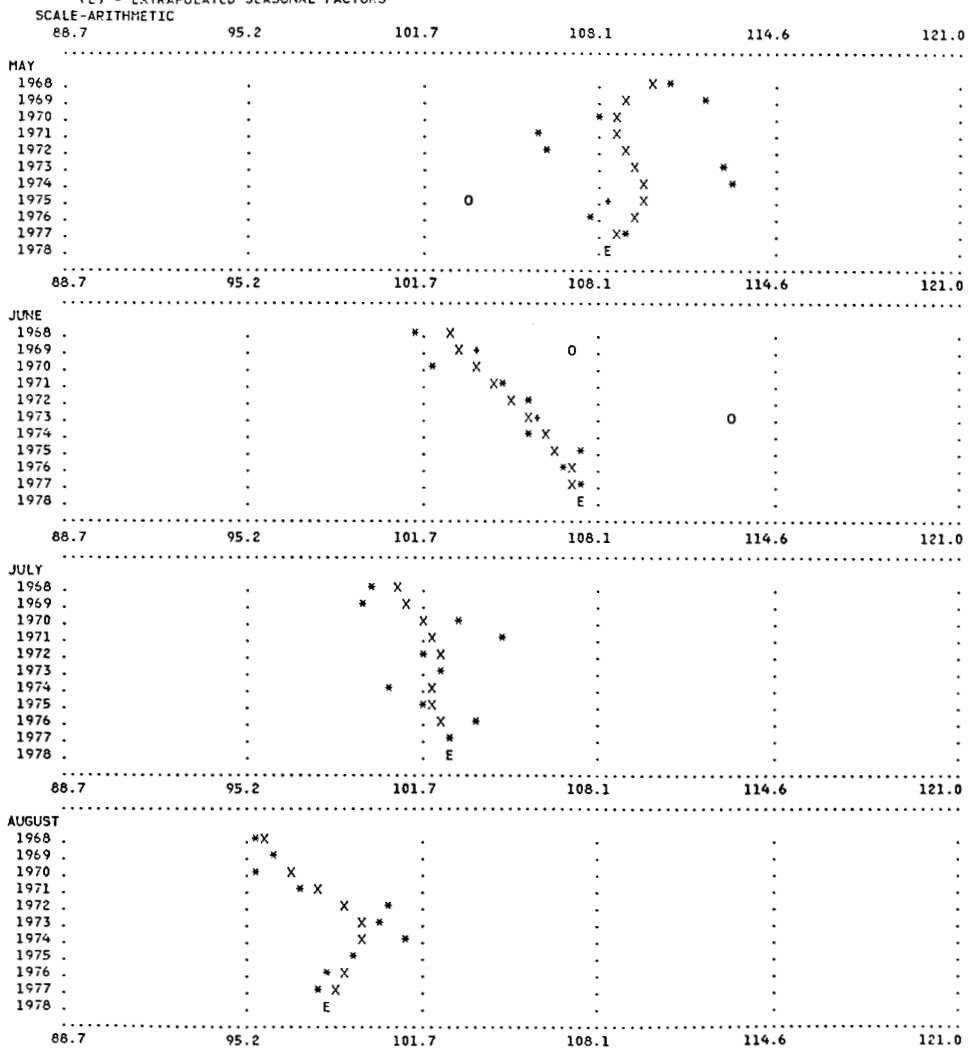 (E) - EXTRAPOLATED SEASONAL FACTORS
SCALE-ARITHMETIC
88.7 95.2 101.7 108.1 114.6 121.0
MAY
1968 . X *
1969 . X *
1970 . * X
1971 . * X
1972 . * X
1973 . X *
1974 . X *
1975 . O + X
1976 . * X
1977 . X *
1978 . E
88.7 95.2 101.7 108.1 114.6 121.0
JUNE
1968 . * X
1969 . X + O
1970 . * X
1971 . X *
1972 . X *
1973 . X + O
1974 . * X
1975 . X *
1976 . * X
1977 . X *
1978 . E
88.7 95.2 101.7 108.1 114.6 121.0
JULY
1968 . * X
1969 . * X
1970 . X *
1971 . X *
1972 . * X
1973 . *
1974 . * X
1975 . * X
1976 . X *
1977 . *
1978 . E
88.7 95.2 101.7 108.1 114.6 121.0
AUGUST
1968 . * X
1969 . *
1970 . * X
1971 . * X
1972 . X *
1973 . X *
1974 . X *
1975 . *
1976 . * X
1977 . * X
1978 . E
88.7 95.2 101.7 108.1 114.6 121.0